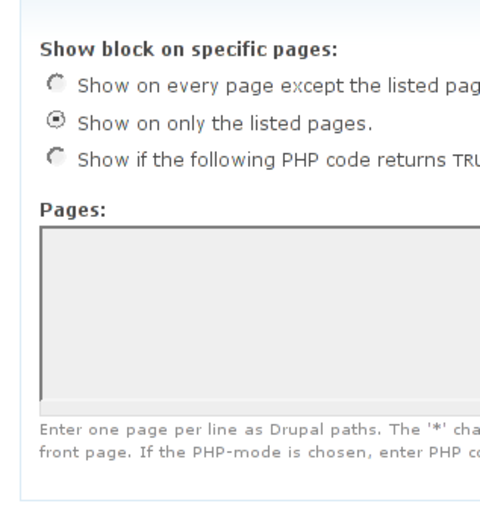 Show block on specific pages:
Show on every page except the listed pag
Show on only the listed pages.
Show if the following PHP code returns TRU
Pages:
Enter one page per line as Drupal paths. The '*' cha
front page. If the PHP-mode is chosen, enter PHP co